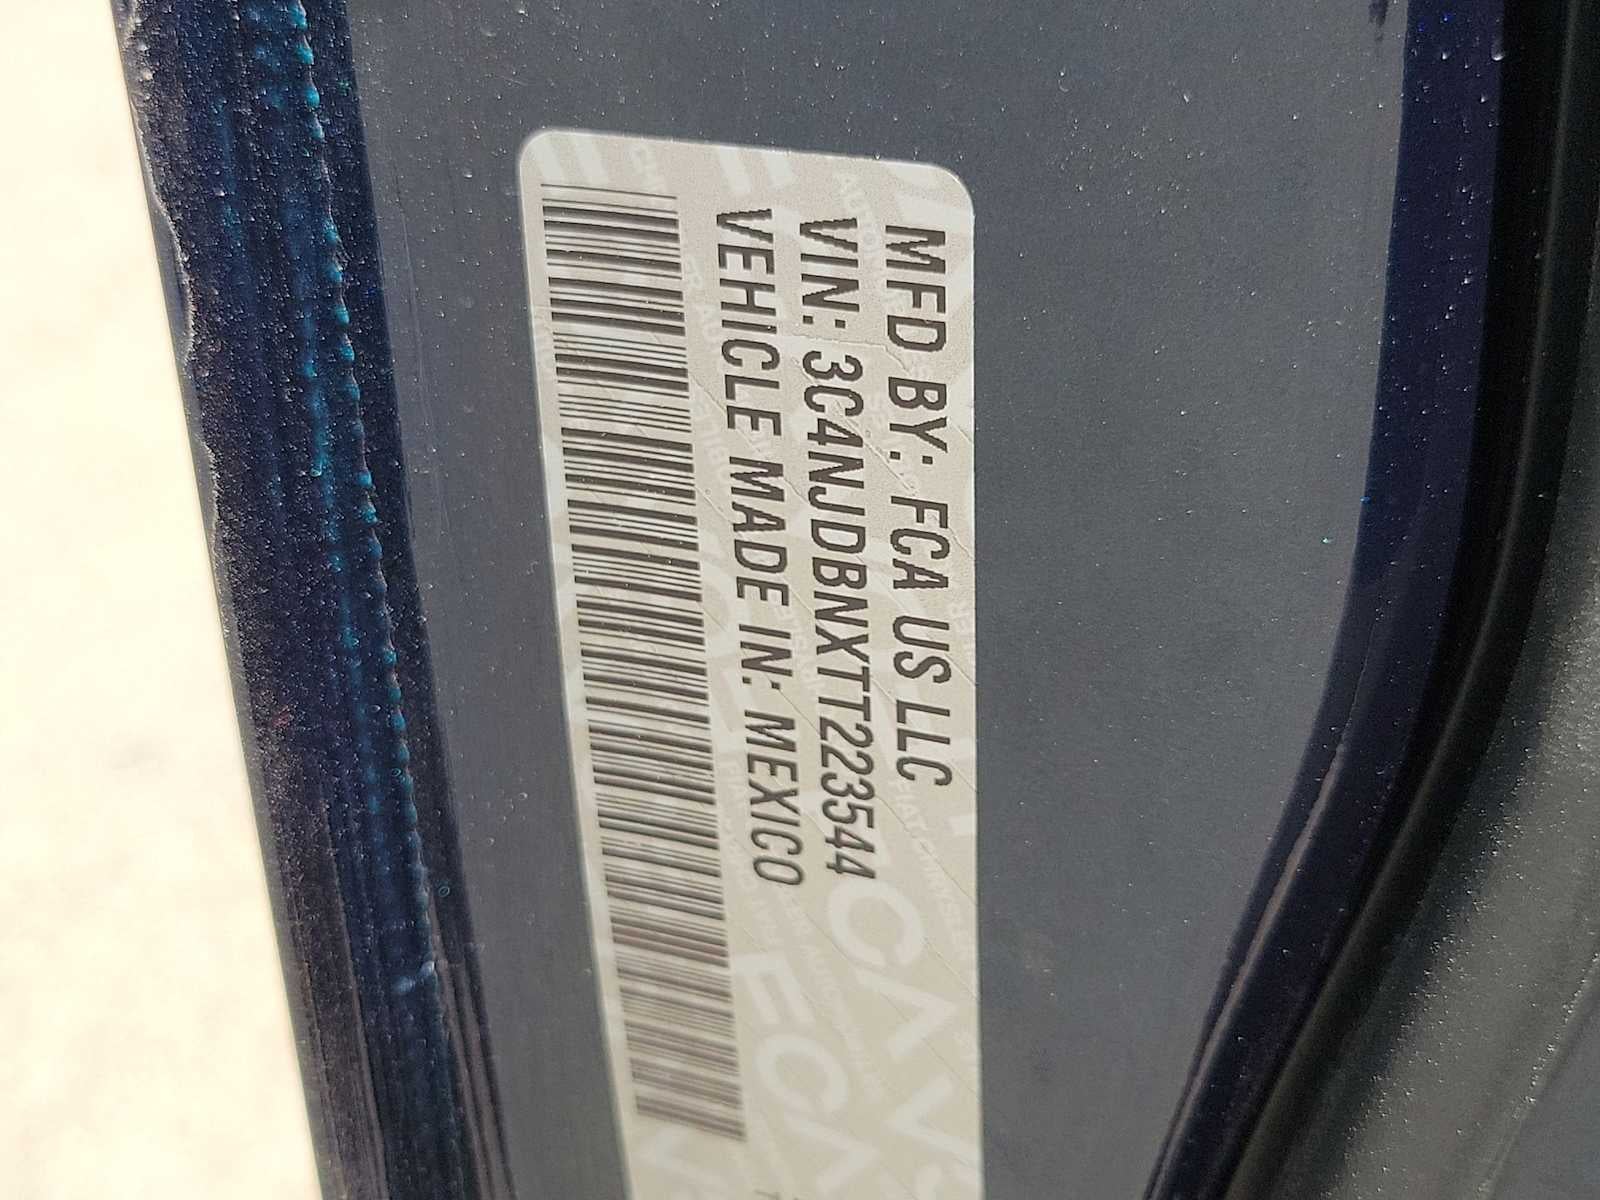 MFD BY: FCA US LLC
VIN: 3C4NJDBNXTT223544
VEHICLE MADE IN: MEXICO